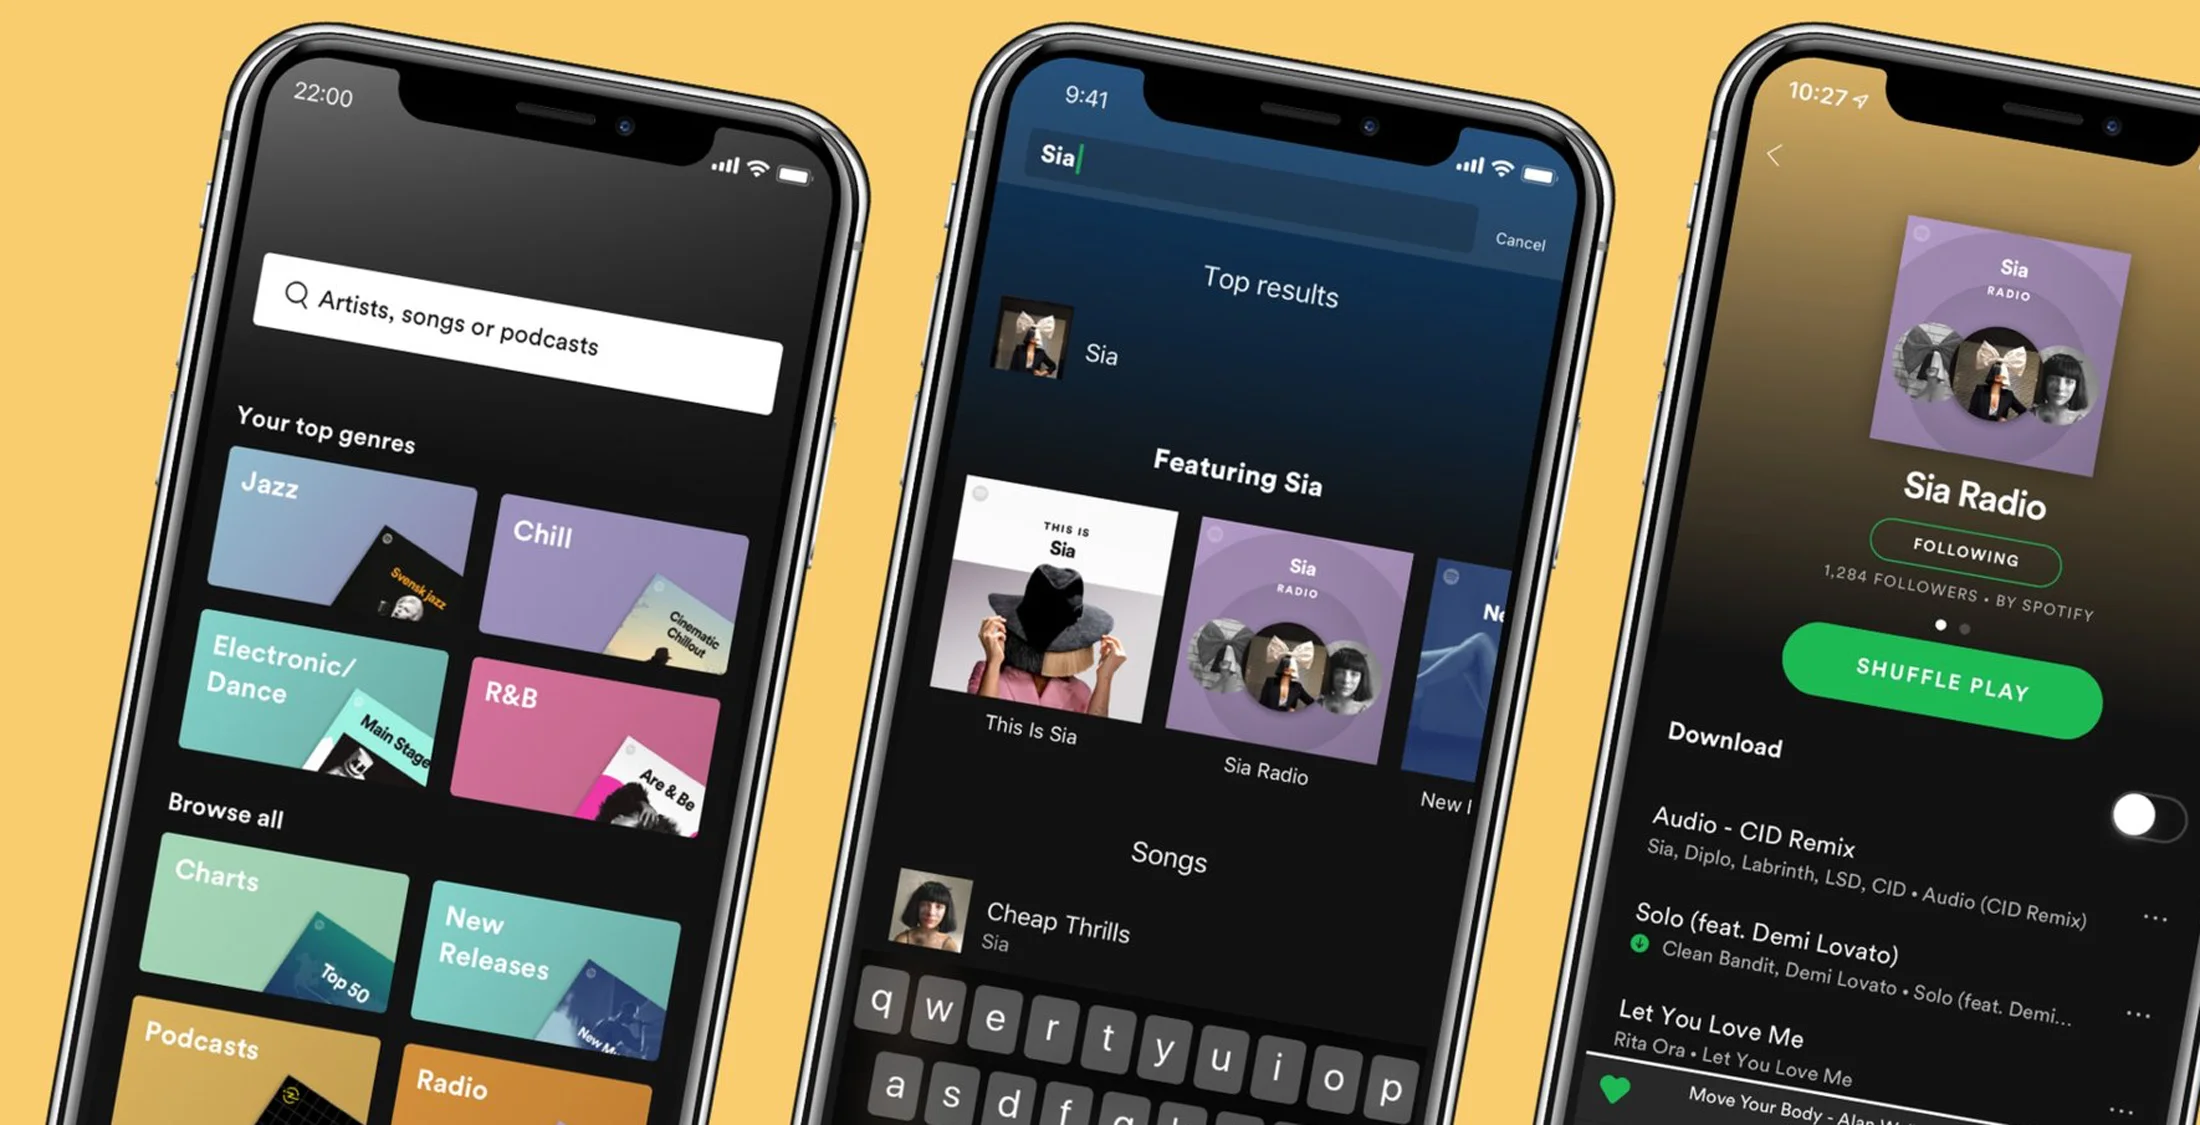 22:00
Artists, songs or podcasts
Your top genres
Jazz
Svensk jazz
Chill
Cinematic
Chillout
Electronic/
Dance
Main Stage
R&B
Are & Be
Browse all
Charts
Top 50
New
Releases
New
Podcasts
Radio
9:41
Sia
Cancel
Top results
Sia
Featuring Sia
THIS IS
Sia
This Is Sia
Sia
RADIO
Sia Radio
New
Songs
Cheap Thrills
Sia
q w e r t y u i o p
a s d f g
10:27
Sia
RADIO
Sia Radio
FOLLOWING
1,284 FOLLOWERS • BY SPOTIFY
SHUFFLE PLAY
Download
Audio - CID Remix
Sia, Diplo, Labrinth, LSD, CID • Audio (CID Remix)
Solo (feat. Demi Lovato)
Clean Bandit, Demi Lovato • Solo (feat. Demi...
Let You Love Me
Rita Ora • Let You Love Me
Move Your Body - Alan